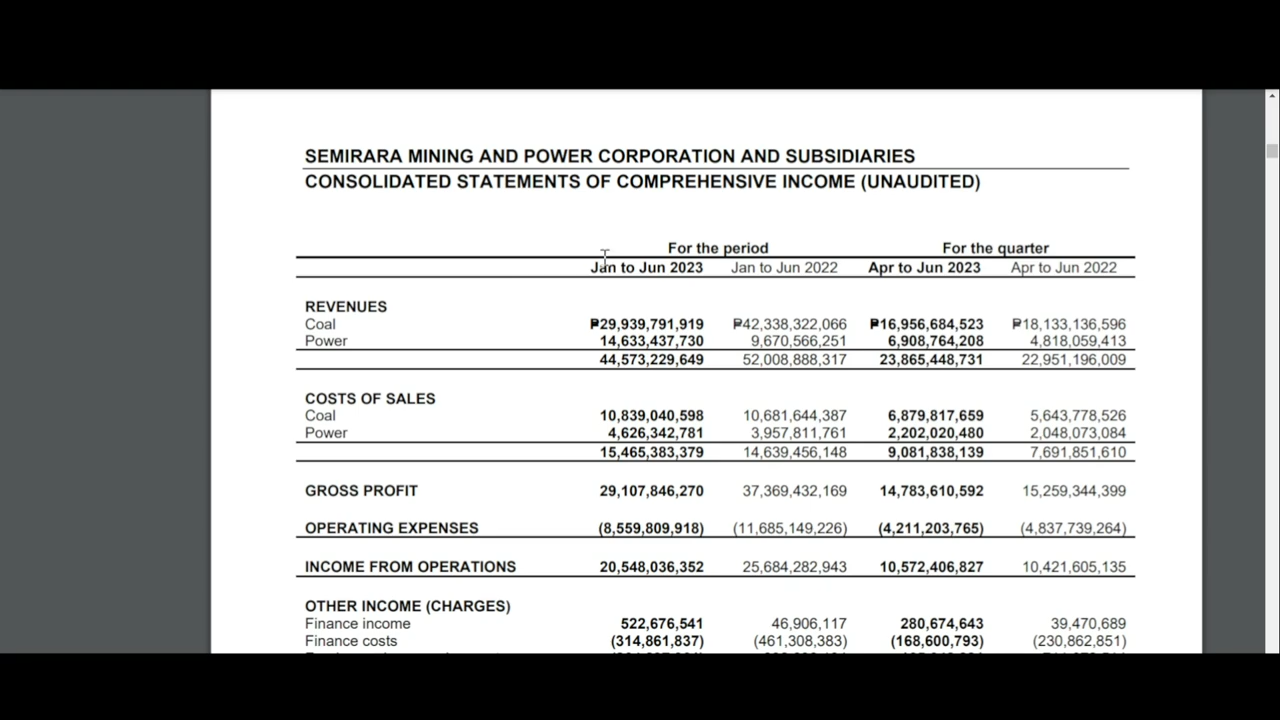 SEMIRARA MINING AND POWER CORPORATION AND SUBSIDIARIES
CONSOLIDATED STATEMENTS OF COMPREHENSIVE INCOME (UNAUDITED)
For the period For the quarter
Jan to Jun 2023 Jan to Jun 2022 Apr to Jun 2023 Apr to Jun 2022
REVENUES
Coal ₱29,939,791,919 ₱42,338,322,066 ₱16,956,684,523 ₱18,133,136,596
Power 14,633,437,730 9,670,566,251 6,908,764,208 4,818,059,413
44,573,229,649 52,008,888,317 23,865,448,731 22,951,196,009
COSTS OF SALES
Coal 10,839,040,598 10,681,644,387 6,879,817,659 5,643,778,526
Power 4,626,342,781 3,957,811,761 2,202,020,480 2,048,073,084
15,465,383,379 14,639,456,148 9,081,838,139 7,691,851,610
GROSS PROFIT 29,107,846,270 37,369,432,169 14,783,610,592 15,259,344,399
OPERATING EXPENSES (8,559,809,918) (11,685,149,226) (4,211,203,765) (4,837,739,264)
INCOME FROM OPERATIONS 20,548,036,352 25,684,282,943 10,572,406,827 10,421,605,135
OTHER INCOME (CHARGES)
Finance income 522,676,541 46,906,117 280,674,643 39,470,689
Finance costs (314,861,837) (461,308,383) (168,600,793) (230,862,851)